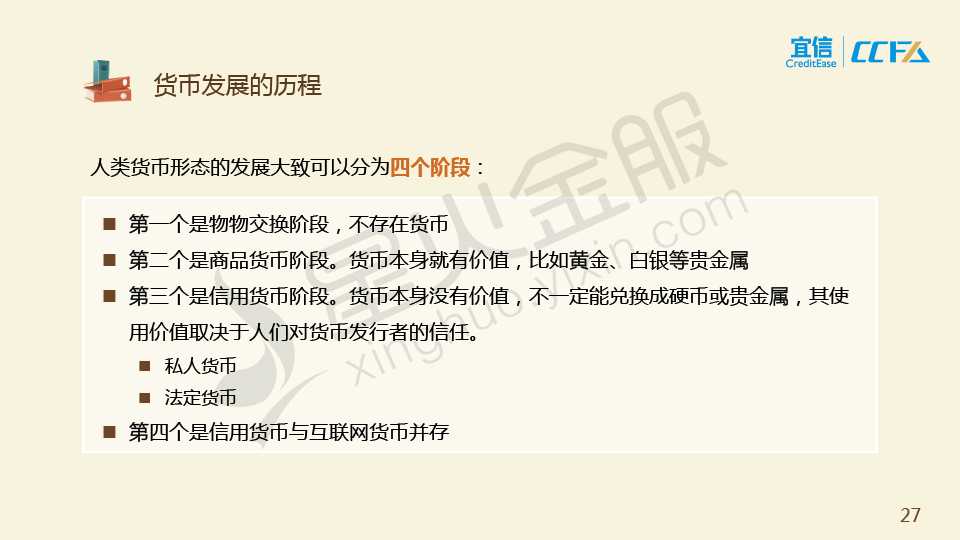 宜信
CreditEase
CCFA
货币发展的历程
人类货币形态的发展大致可以分为四个阶段：
第一个是物物交换阶段，不存在货币
第二个是商品货币阶段。货币本身就有价值，比如黄金、白银等贵金属
第三个是信用货币阶段。货币本身没有价值，不一定能兑换成硬币或贵金属，其使
用价值取决于人们对货币发行者的信任。
私人货币
法定货币
第四个是信用货币与互联网货币并存
星火金服
xinghuo.yixin.com
27